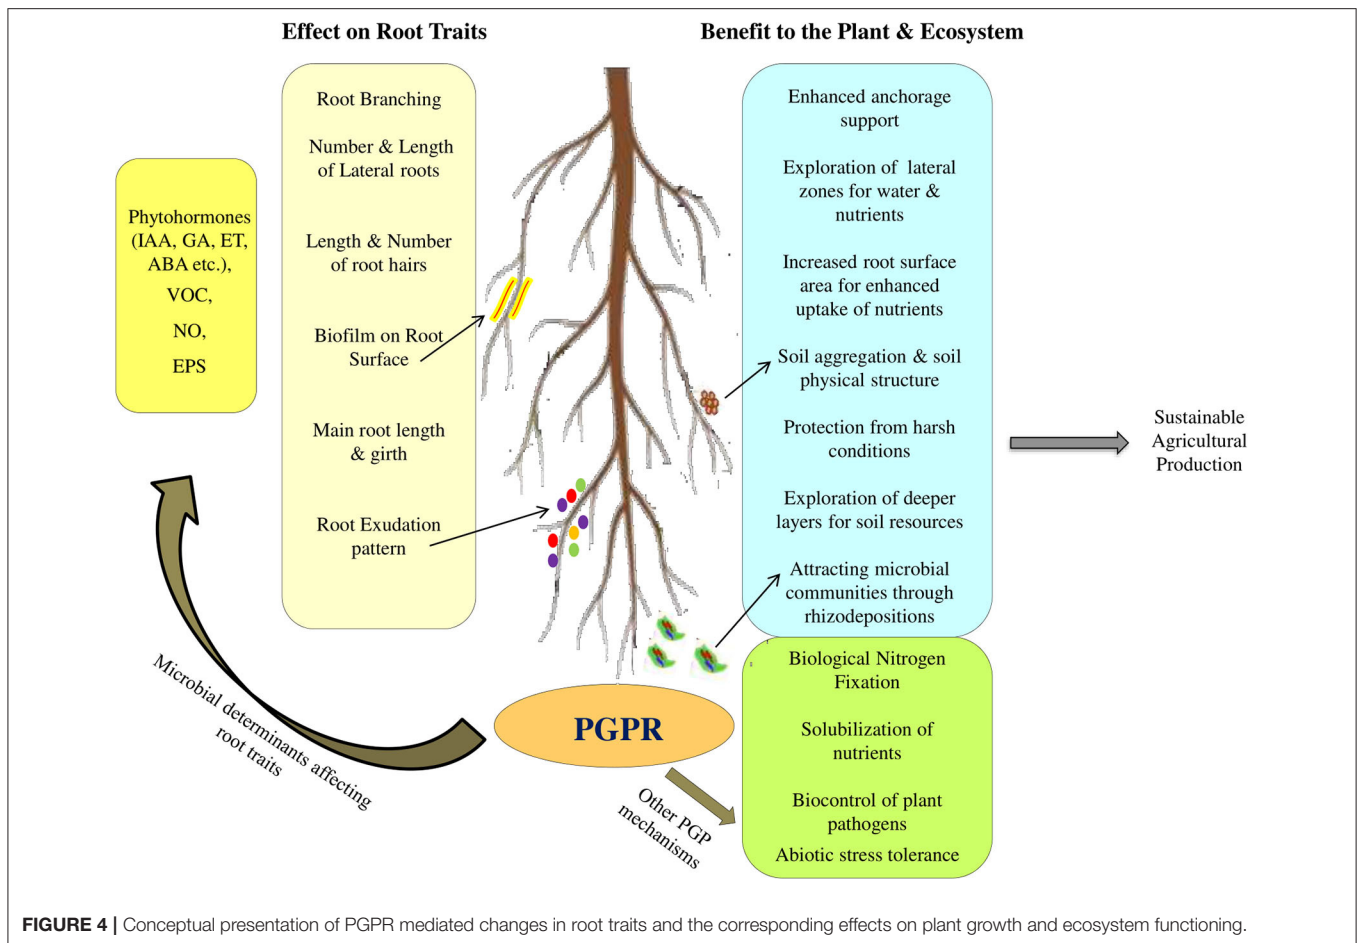 Effect on Root Traits
Benefit to the Plant & Ecosystem
Phytohormones
(IAA, GA, ET,
ABA etc.),
VOC,
NO,
EPS
Root Branching
Number & Length
of Lateral roots
Length & Number
of root hairs
Biofilm on Root
Surface
Main root length
& girth
Root Exudation
pattern
Enhanced anchorage
support
Exploration of lateral
zones for water &
nutrients
Increased root surface
area for enhanced
uptake of nutrients
Soil aggregation & soil
physical structure
Protection from harsh
conditions
Exploration of deeper
layers for soil resources
Attracting microbial
communities through
rhizodepositions
Biological Nitrogen
Fixation
Solubilization of
nutrients
Biocontrol of plant
pathogens
Abiotic stress tolerance
Sustainable
Agricultural
Production
PGPR
Microbial determinants affecting
root traits
Other PGP
mechanisms
FIGURE 4 | Conceptual presentation of PGPR mediated changes in root traits and the corresponding effects on plant growth and ecosystem functioning.